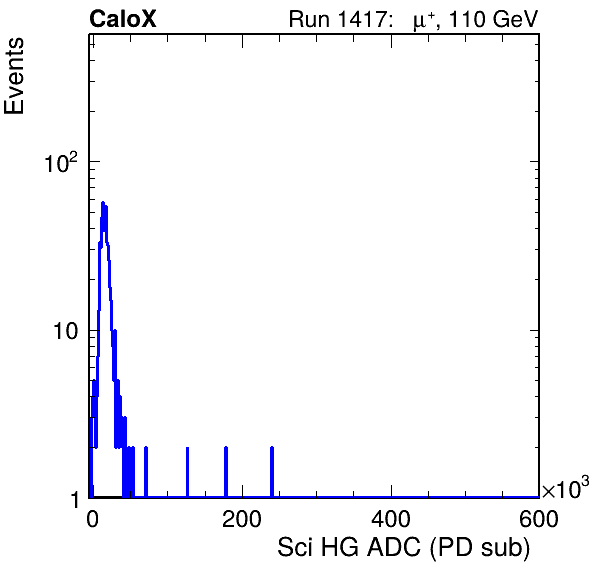 CaloX Run 1417: μ⁺, 110 GeV
Events
10²
10
1
0 200 400 600
×10³
Sci HG ADC (PD sub)